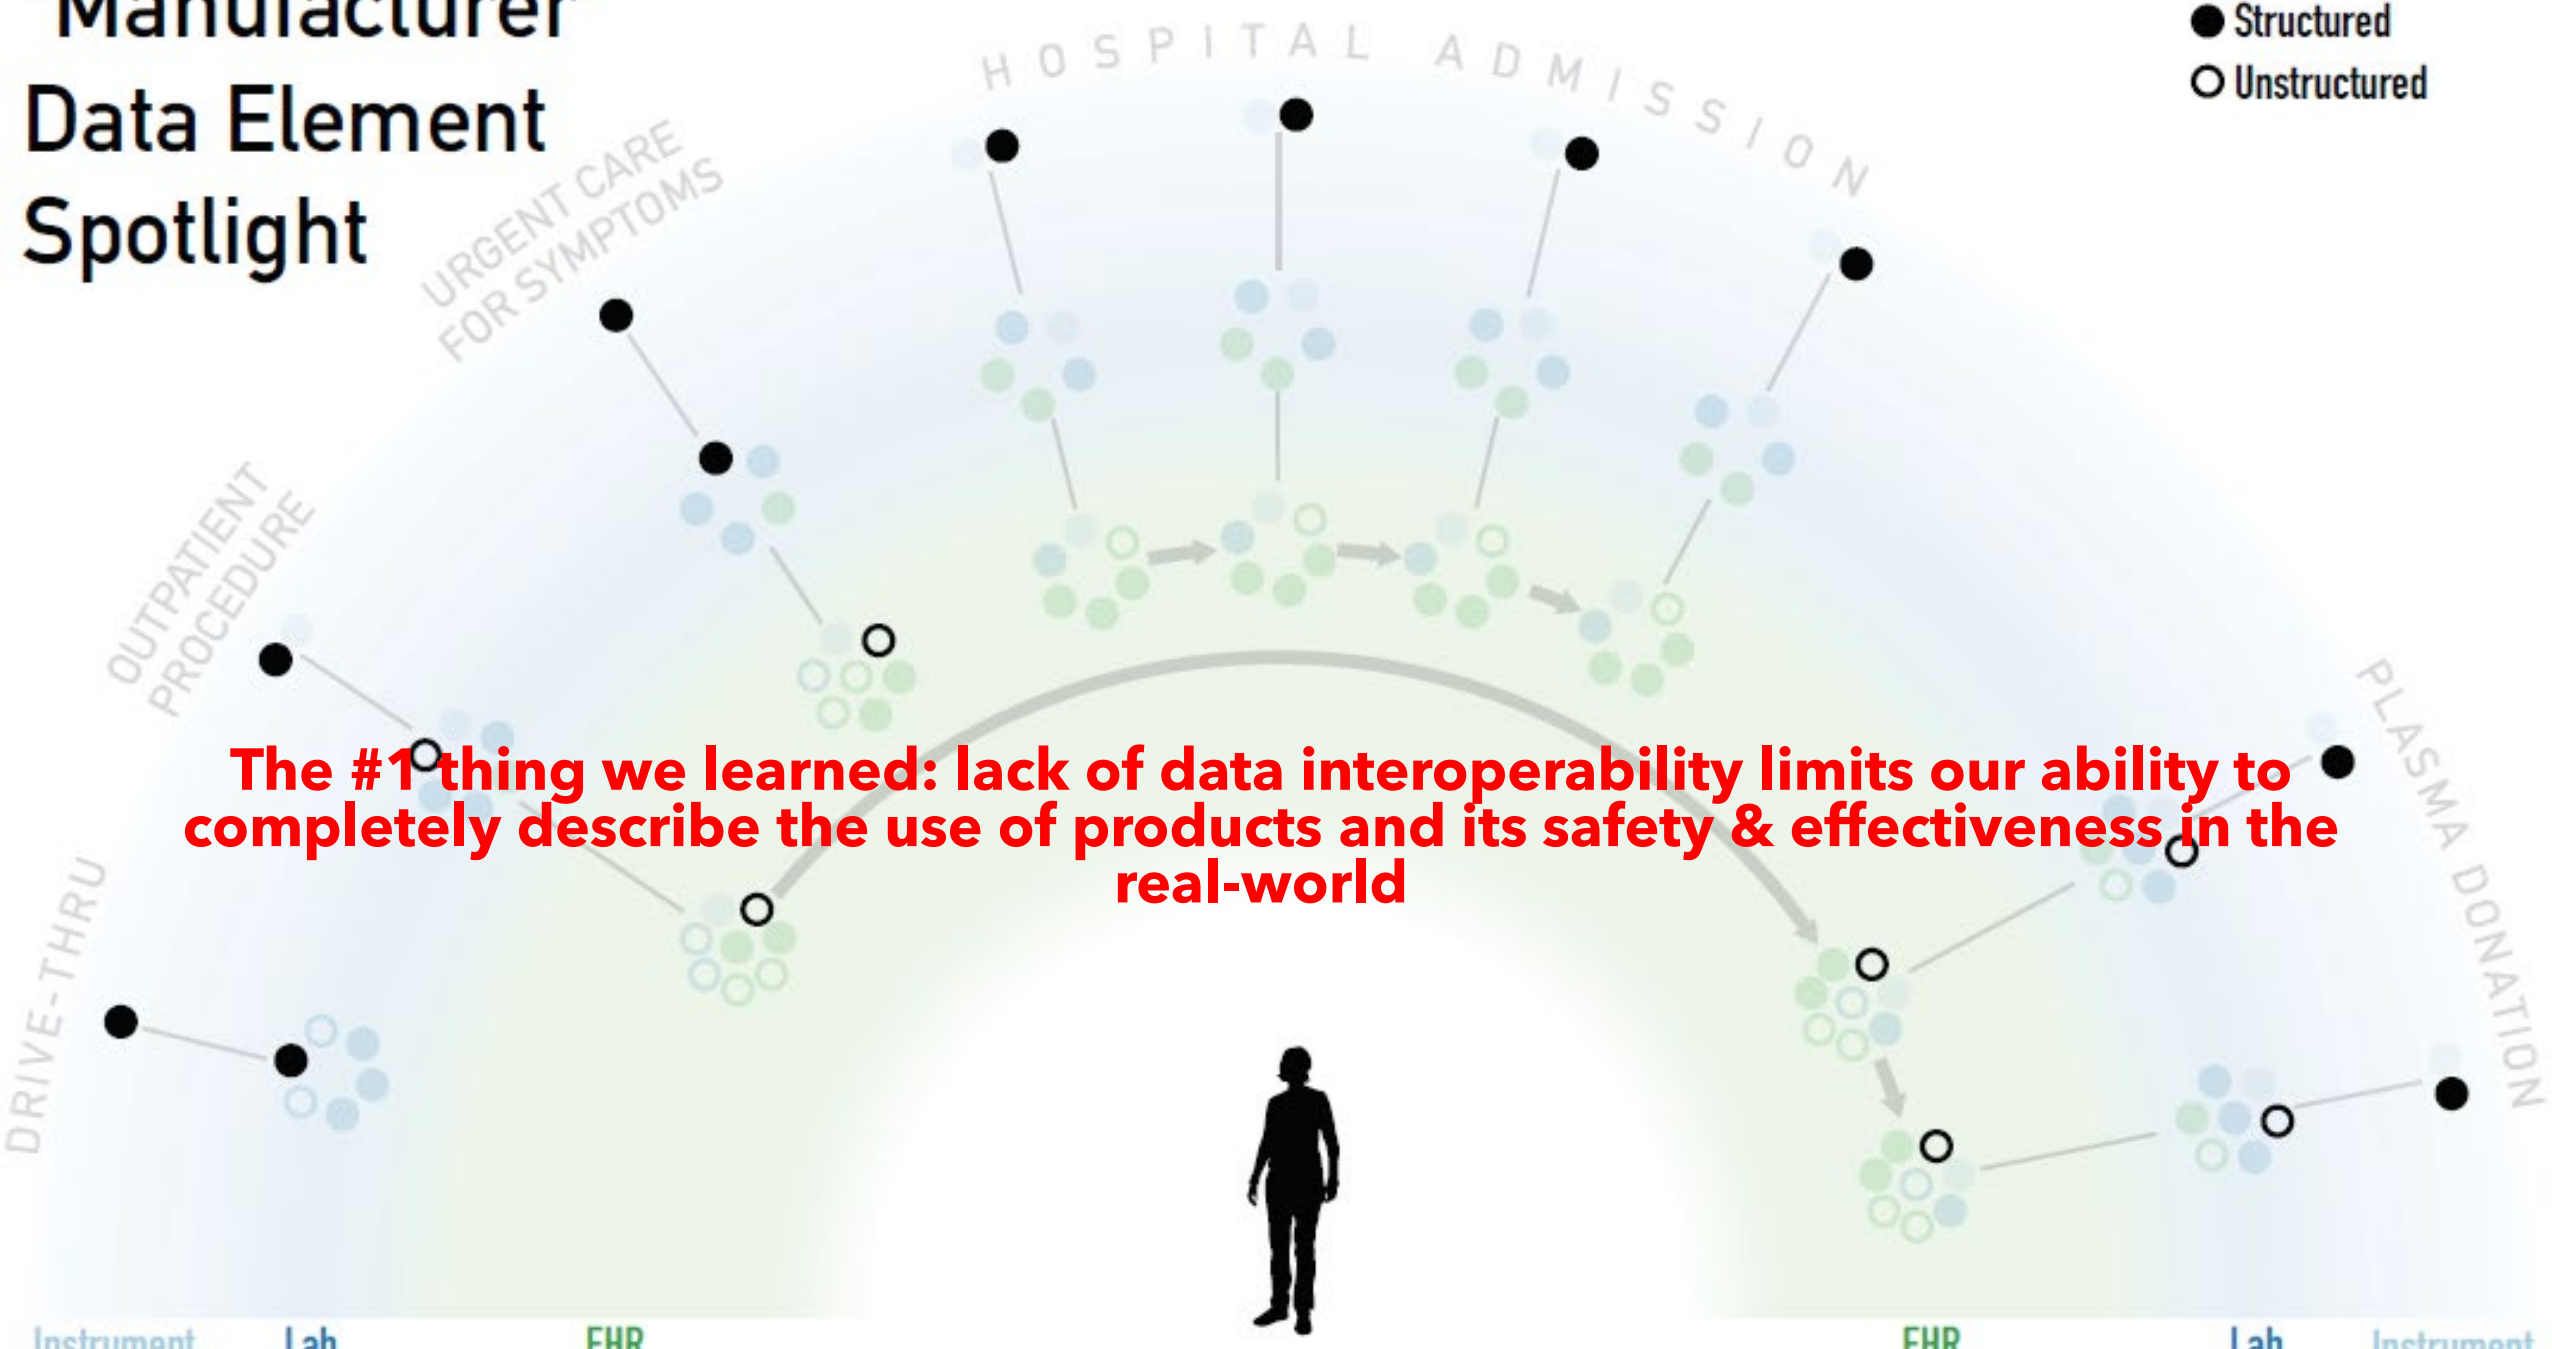 "Manufacturer"
Data Element
Spotlight
Structured
Unstructured
HOSPITAL ADMISSION
URGENT CARE
FOR SYMPTOMS
OUTPATIENT
PROCEDURE
DRIVE-THRU
PLASMA DONATION
The #1 thing we learned: lack of data interoperability limits our ability to
completely describe the use of products and its safety & effectiveness in the
real-world
Instrument Lab EHR EHR Lab Instrument